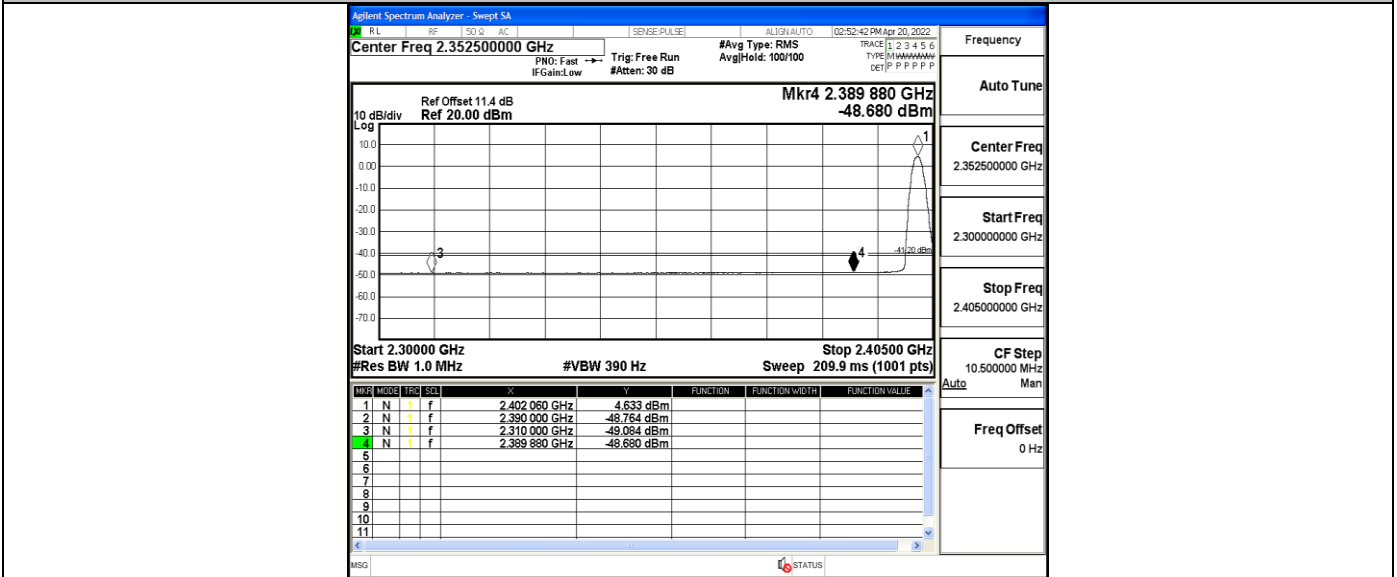 Agilent Spectrum Analyzer - Swept SA
LXI RL RF 50 Ω AC SENSE:PULSE ALIGNAUTO 02:52:42 PM Apr 20, 2022
Center Freq 2.352500000 GHz
PNO: Fast
IFGain:Low
Trig: Free Run
#Atten: 30 dB
#Avg Type: RMS
Avg|Hold: 100/100
TRACE 1 2 3 4 5 6
TYPE M W W W W W
DET P P P P P P
Mkr4 2.389 880 GHz
-48.680 dBm
Ref Offset 11.4 dB
10 dB/div Ref 20.00 dBm
Log
10.0
0.00
-10.0
-20.0
-30.0
-40.0
-50.0
-60.0
-70.0
1
3
4
-41.20 dBm
Start 2.30000 GHz Stop 2.40500 GHz
#Res BW 1.0 MHz #VBW 390 Hz Sweep 209.9 ms (1001 pts)
MKR MODE TRC SCL X Y FUNCTION FUNCTION WIDTH FUNCTION VALUE
1 N 1 f 2.402 060 GHz 4.633 dBm
2 N 1 f 2.390 000 GHz -48.764 dBm
3 N 1 f 2.310 000 GHz -49.084 dBm
4 N 1 f 2.389 880 GHz -48.680 dBm
5
6
7
8
9
10
11
MSG STATUS
Frequency
Auto Tune
Center Freq
2.352500000 GHz
Start Freq
2.300000000 GHz
Stop Freq
2.405000000 GHz
CF Step
10.500000 MHz
Auto Man
Freq Offset
0 Hz